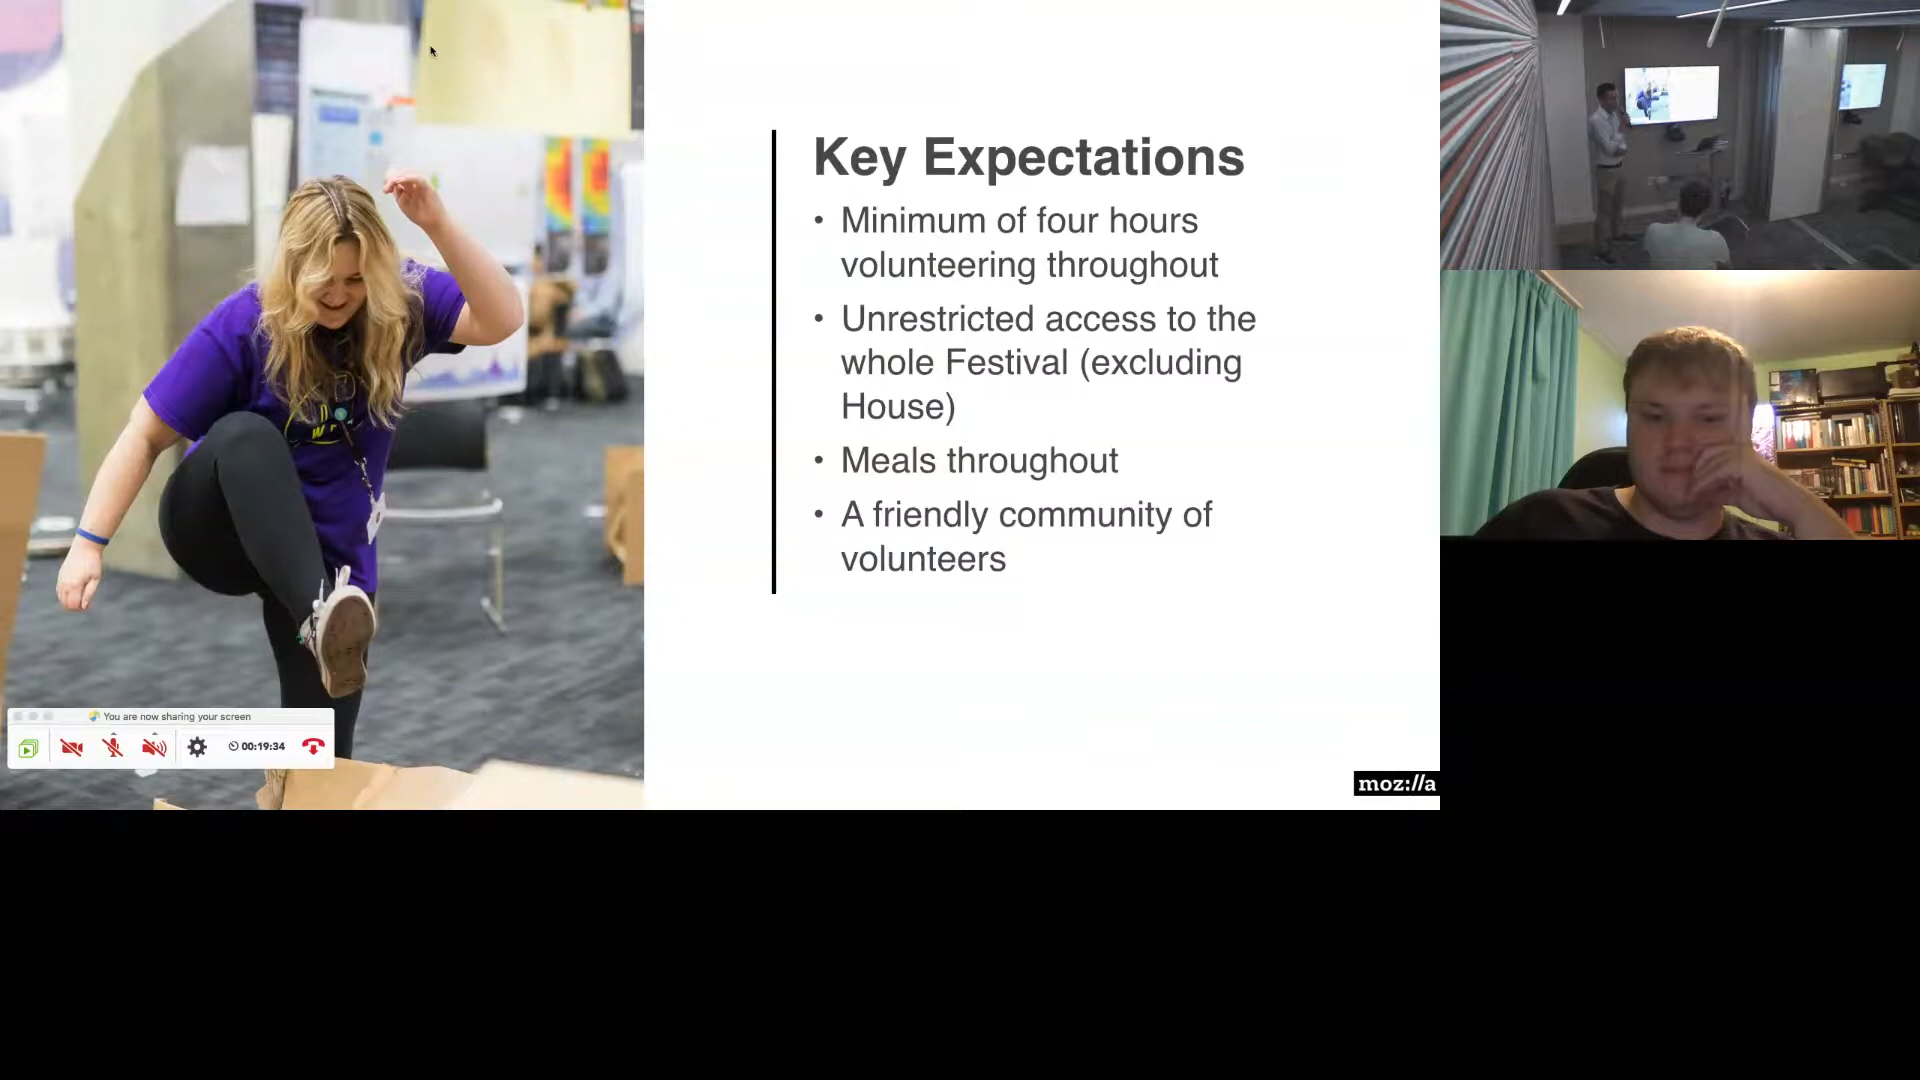 Key Expectations
• Minimum of four hours
volunteering throughout
• Unrestricted access to the
whole Festival (excluding
House)
• Meals throughout
• A friendly community of
volunteers
You are now sharing your screen
00:19:34
moz://a